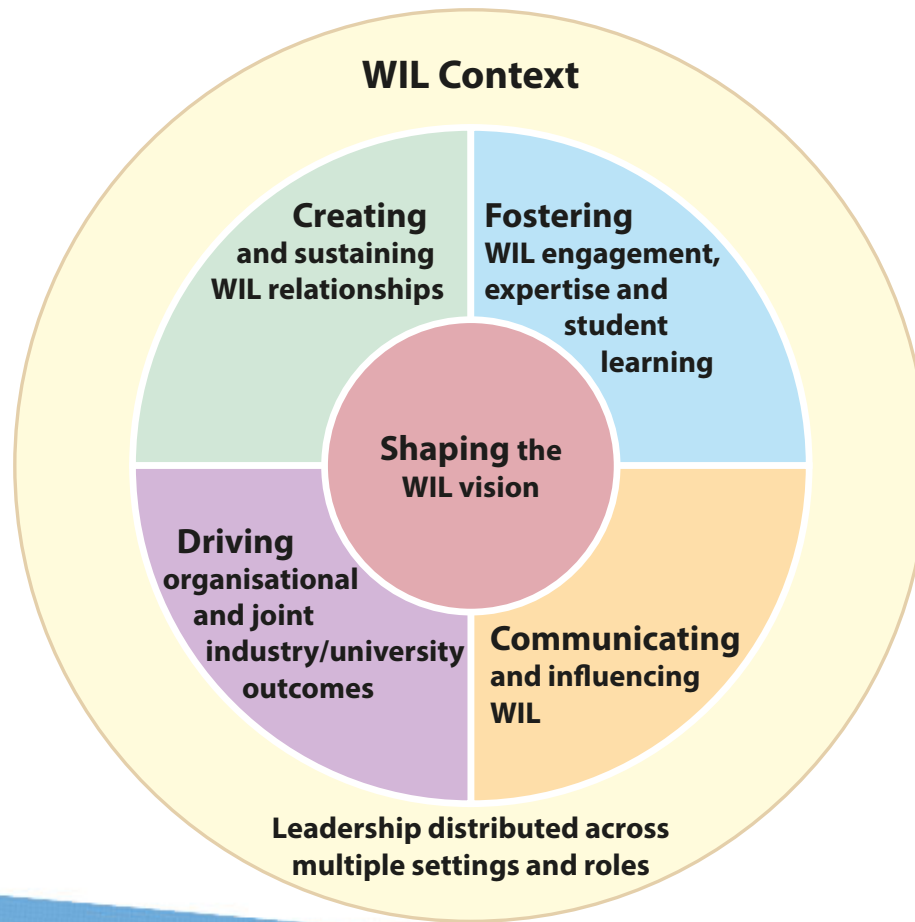 WIL Context
Creating
and sustaining
WIL relationships
Fostering
WIL engagement,
expertise and
student
learning
Shaping the
WIL vision
Driving
organisational
and joint
industry/university
outcomes
Communicating
and influencing
WIL
Leadership distributed across
multiple settings and roles